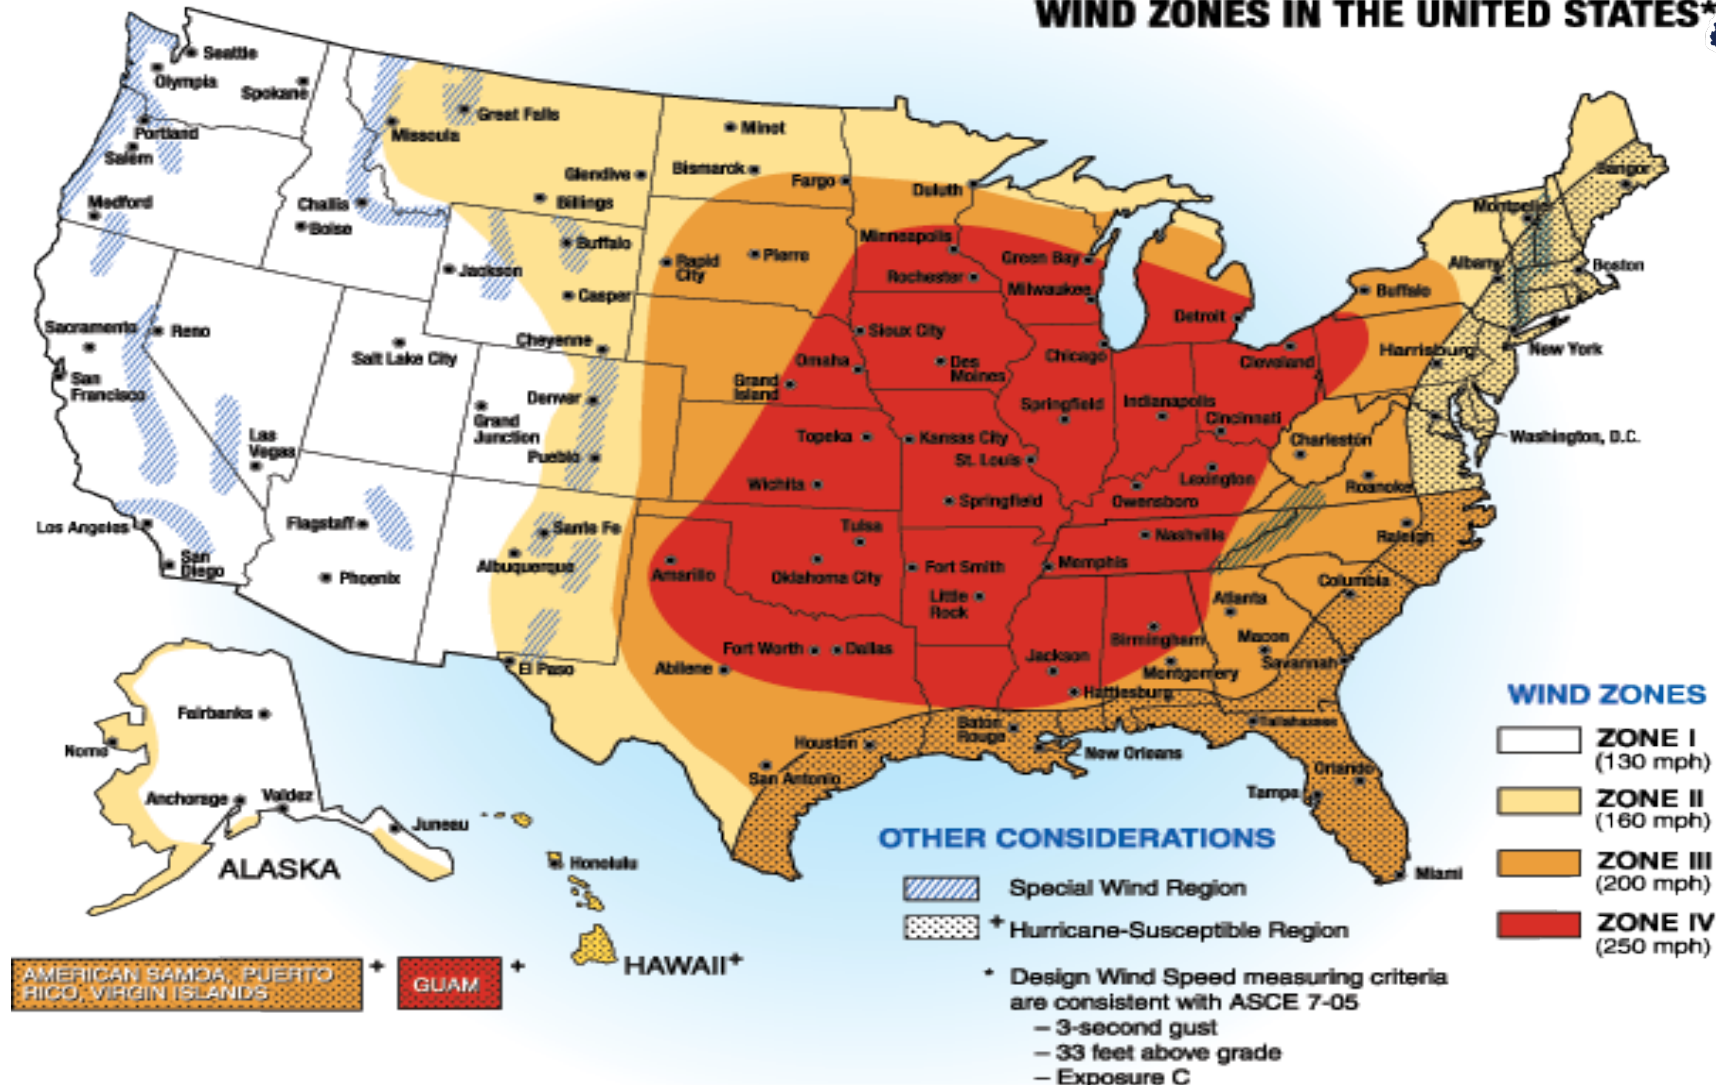 WIND ZONES IN THE UNITED STATES*
Seattle
Olympia
Spokane
Portland
Salem
Medford
Great Falls
Missoula
Glendive
Billings
Challis
Boise
Jackson
Buffalo
Casper
Cheyenne
Minot
Bismarck
Fargo
Duluth
Rapid
City
Pierre
Minneapolis
Rochester
Green Bay
Milwaukee
Detroit
Chicago
Cleveland
Bangor
Montpelier
Albany
Boston
Buffalo
Harrisburg
New York
Washington, D.C.
Sacramento
Reno
San
Francisco
Salt Lake City
Las
Vegas
Grand
Junction
Denver
Pueblo
Sioux City
Omaha
Des
Moines
Grand
Island
Springfield
Indianapolis
Cincinnati
Topeka
Kansas City
St. Louis
Charleston
Lexington
Owensboro
Roanoke
Wichita
Springfield
Los Angeles
San
Diego
Flagstaff
Phoenix
Sante Fe
Albuquerque
Amarillo
Tulsa
Oklahoma City
Fort Smith
Little
Rock
Memphis
Nashville
Raleigh
Columbia
Atlanta
Macon
Savannah
Birmingham
Montgomery
El Paso
Abilene
Fort Worth
Dallas
Jackson
Hattiesburg
Houston
San Antonio
Baton
Rouge
New Orleans
Tallahassee
Orlando
Tampa
Miami
Fairbanks
Nome
Anchorage
Valdez
Juneau
ALASKA
Honolulu
HAWAII+
AMERICAN SAMOA, PUERTO +
RICO, VIRGIN ISLANDS
GUAM +
OTHER CONSIDERATIONS
Special Wind Region
+ Hurricane-Susceptible Region
* Design Wind Speed measuring criteria
are consistent with ASCE 7-05
– 3-second gust
– 33 feet above grade
– Exposure C
WIND ZONES
ZONE I
(130 mph)
ZONE II
(160 mph)
ZONE III
(200 mph)
ZONE IV
(250 mph)